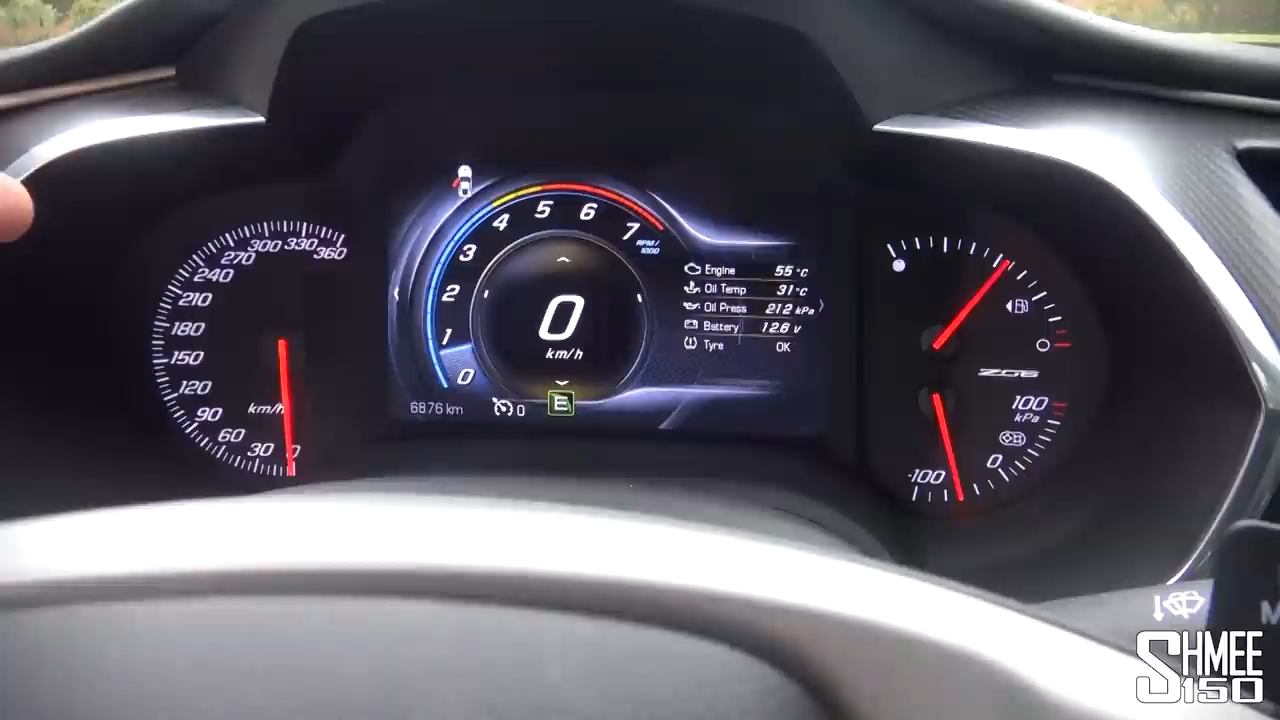 360
330
300
270
240
210
180
150
120
90
60
30
0
km/h
0
1
2
3
4
5
6
7
RPM/
1000
0
km/h
Engine 55 °C
Oil Temp 31 °C
Oil Press 212 kPa
Battery 12.6 v
Tyre OK
6876 km
0
E
Z06
100
kPa
0
-100
M
SHMEE
150